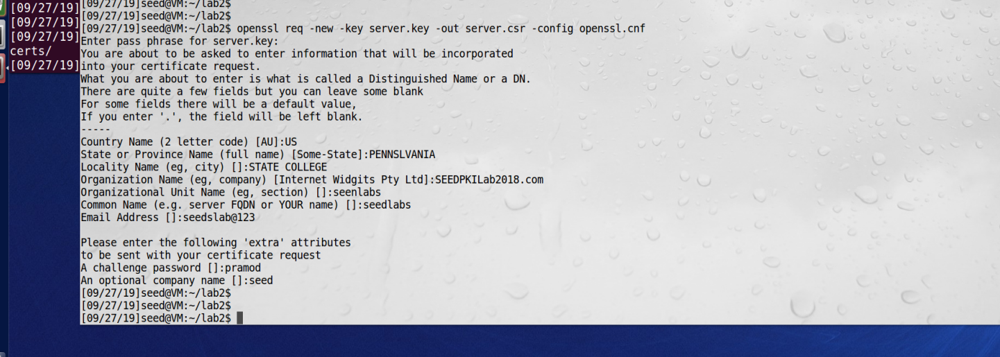 [09/27/19]
[09/27/19]
[09/27/19]
certs/
[09/27/19]
[09/27/19]seed@VM:~/lab2$
[09/27/19]seed@VM:~/lab2$
[09/27/19]seed@VM:~/lab2$ openssl req -new -key server.key -out server.csr -config openssl.cnf
Enter pass phrase for server.key:
You are about to be asked to enter information that will be incorporated
into your certificate request.
What you are about to enter is what is called a Distinguished Name or a DN.
There are quite a few fields but you can leave some blank
For some fields there will be a default value,
If you enter '.', the field will be left blank.
-----
Country Name (2 letter code) [AU]:US
State or Province Name (full name) [Some-State]:PENNSLVANIA
Locality Name (eg, city) []:STATE COLLEGE
Organization Name (eg, company) [Internet Widgits Pty Ltd]:SEEDPKILab2018.com
Organizational Unit Name (eg, section) []:seenlabs
Common Name (e.g. server FQDN or YOUR name) []:seedlabs
Email Address []:seedslab@123
Please enter the following 'extra' attributes
to be sent with your certificate request
A challenge password []:pramod
An optional company name []:seed
[09/27/19]seed@VM:~/lab2$
[09/27/19]seed@VM:~/lab2$
[09/27/19]seed@VM:~/lab2$